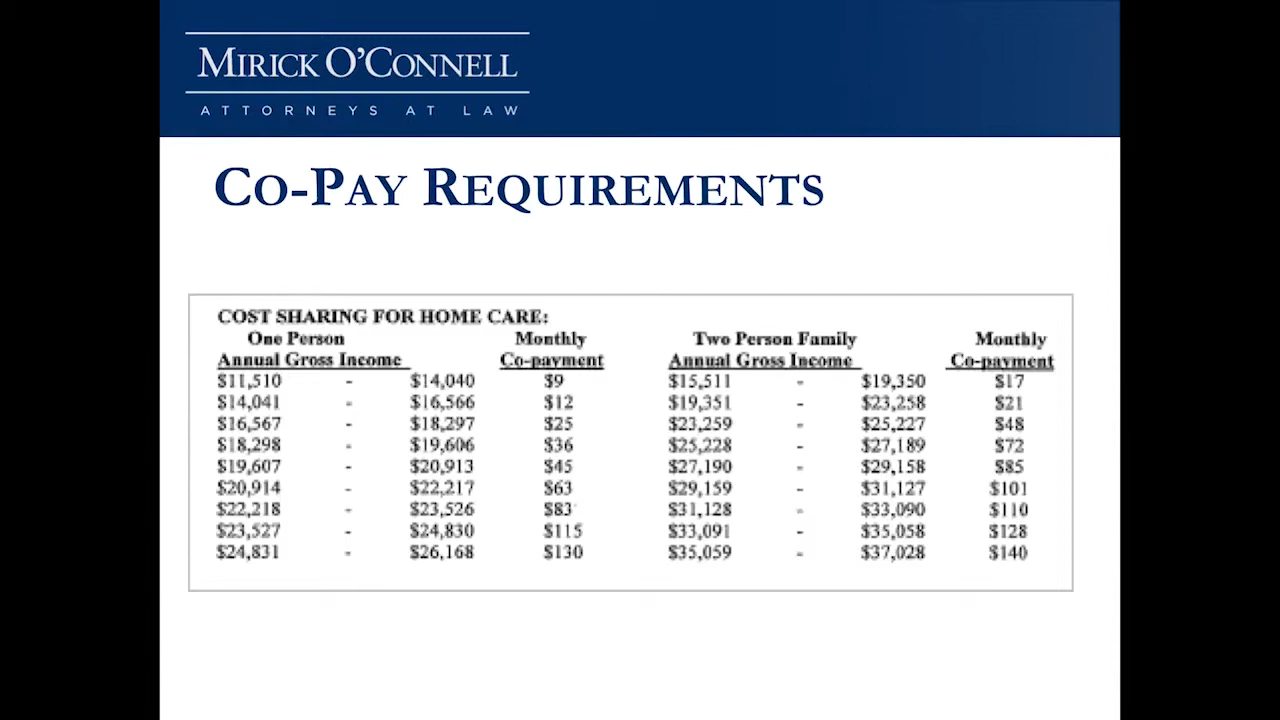 MIRICK O'CONNELL
ATTORNEYS AT LAW
CO-PAY REQUIREMENTS
COST SHARING FOR HOME CARE:
One Person Monthly Two Person Family Monthly
Annual Gross Income Co-payment Annual Gross Income Co-payment
$11,510 - $14,040 $9 $15,511 - $19,350 $17
$14,041 - $16,566 $12 $19,351 - $23,258 $21
$16,567 - $18,297 $25 $23,259 - $25,227 $48
$18,298 - $19,606 $36 $25,228 - $27,189 $72
$19,607 - $20,913 $45 $27,190 - $29,158 $85
$20,914 - $22,217 $63 $29,159 - $31,127 $101
$22,218 - $23,526 $83 $31,128 - $33,090 $110
$23,527 - $24,830 $115 $33,091 - $35,058 $128
$24,831 - $26,168 $130 $35,059 - $37,028 $140